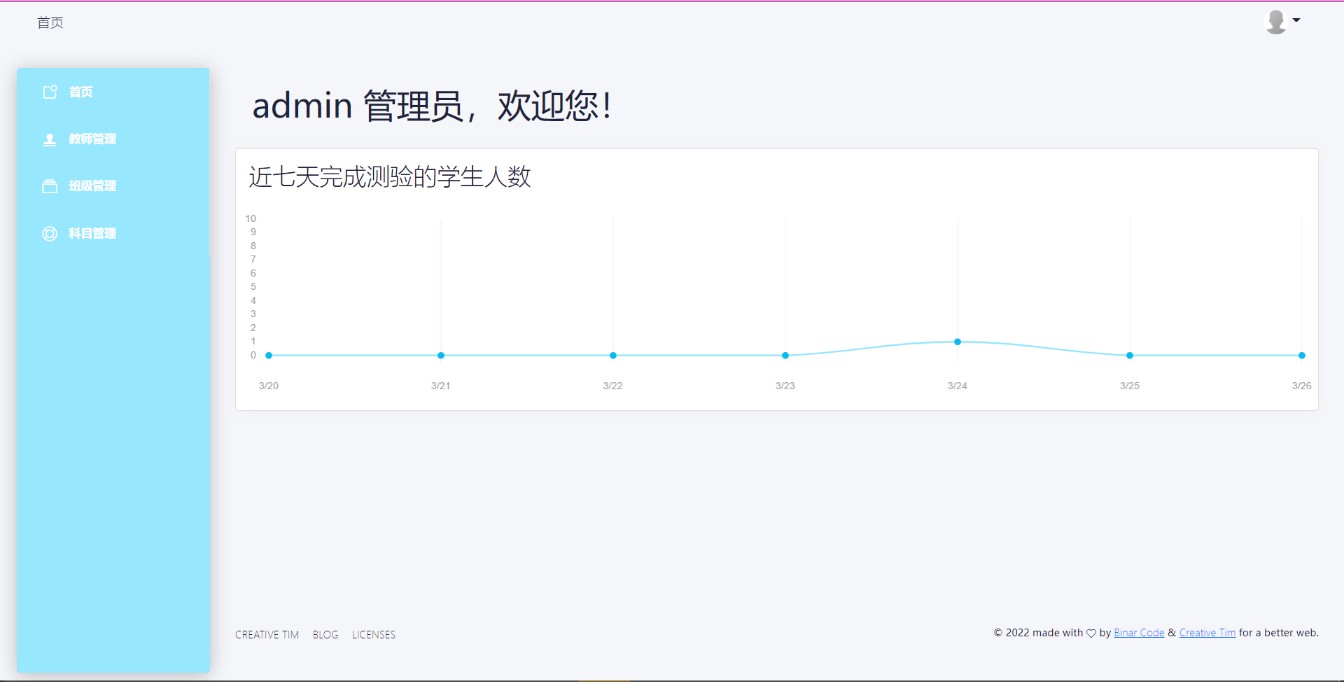 首页
首页
教师管理
班级管理
科目管理
admin 管理员，欢迎您！
近七天完成测验的学生人数
10
9
8
7
6
5
4
3
2
1
0
3/20 3/21 3/22 3/23 3/24 3/25 3/26
CREATIVE TIM BLOG LICENSES
© 2022 made with ♡ by Binar Code & Creative Tim for a better web.